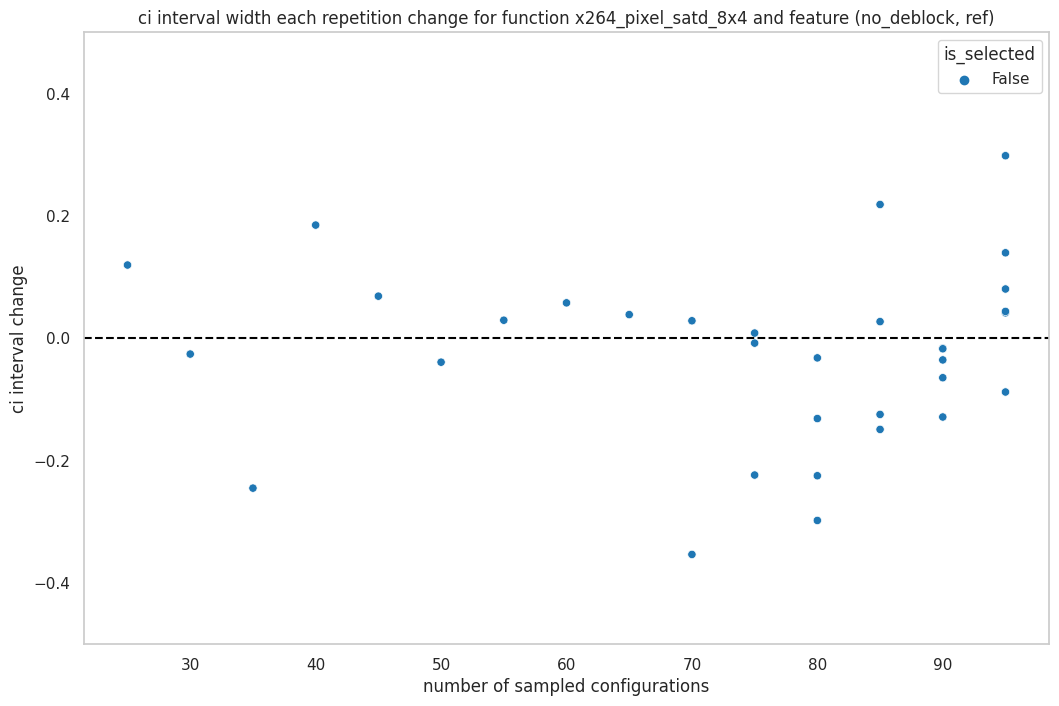 ci interval width each repetition change for function x264_pixel_satd_8x4 and feature (no_deblock, ref)
is_selected
False
0.4
0.2
0.0
−0.2
−0.4
ci interval change
30 40 50 60 70 80 90
number of sampled configurations